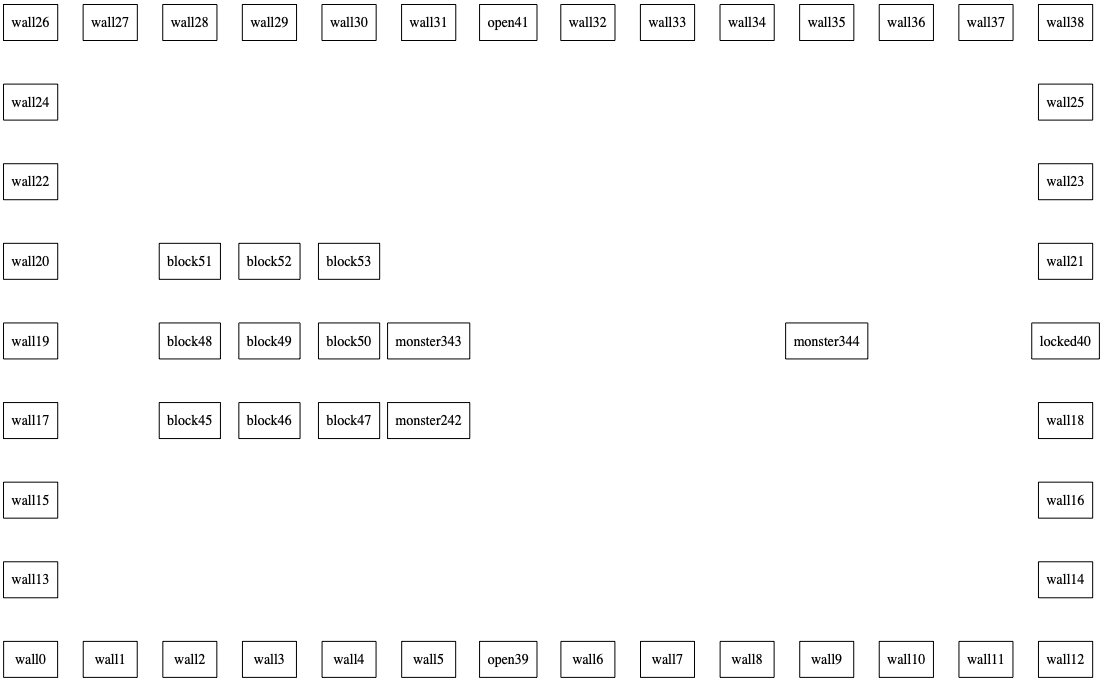 wall26 wall27 wall28 wall29 wall30 wall31 open41 wall32 wall33 wall34 wall35 wall36 wall37 wall38
wall24 wall25
wall22 wall23
wall20 block51 block52 block53 wall21
wall19 block48 block49 block50 monster343 monster344 locked40
wall17 block45 block46 block47 monster242 wall18
wall15 wall16
wall13 wall14
wall0 wall1 wall2 wall3 wall4 wall5 open39 wall6 wall7 wall8 wall9 wall10 wall11 wall12